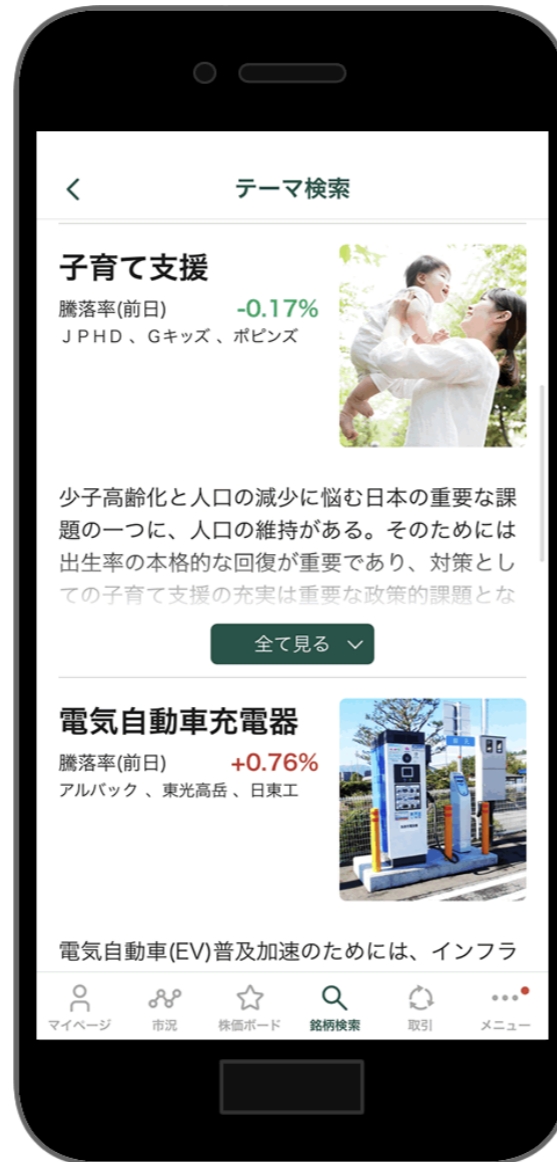 テーマ検索
子育て支援
騰落率(前日) -0.17%
ＪＰＨＤ 、Ｇキッズ 、ポピンズ
少子高齢化と人口の減少に悩む日本の重要な課
題の一つに、人口の維持がある。そのためには
出生率の本格的な回復が重要であり、対策とし
ての子育て支援の充実は重要な政策的課題とな
全て見る
電気自動車充電器
騰落率(前日) +0.76%
アルバック 、東光高岳 、日東工
電気自動車(EV)普及加速のためには、インフラ
マイページ 市況 株価ボード 銘柄検索 取引 メニュー